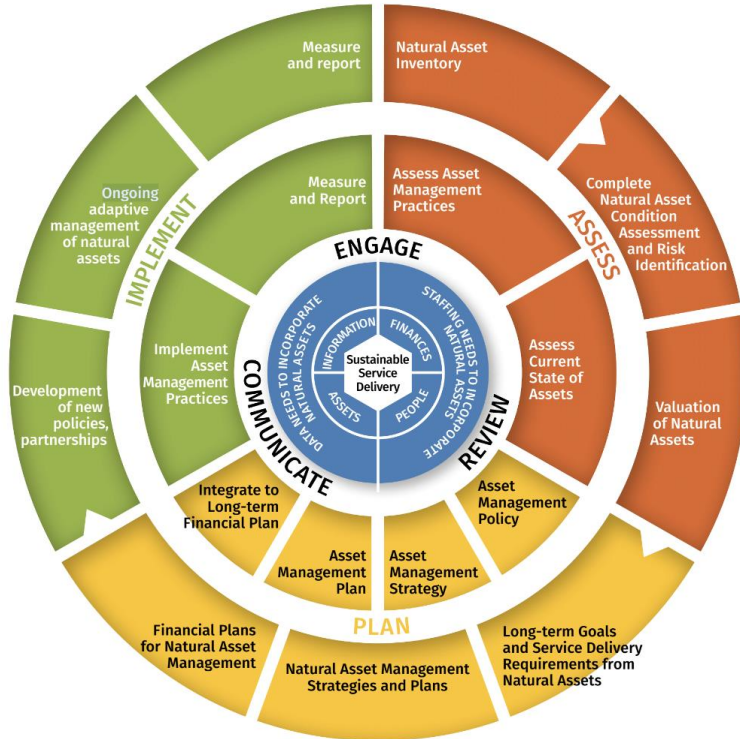 Measure
and report
Natural Asset
Inventory
Ongoing
adaptive
management
of natural
assets
Complete
Natural Asset
Condition
Assessment
and Risk
Identification
Development
of new
policies,
partnerships
Valuation
of Natural
Assets
Financial Plans
for Natural Asset
Management
Natural Asset Management
Strategies and Plans
Long-term Goals
and Service Delivery
Requirements from
Natural Assets
IMPLEMENT
ASSESS
PLAN
Measure
and Report
Assess Asset
Management
Practices
Implement
Asset
Management
Practices
Assess
Current
State of
Assets
Integrate to
Long-term
Financial Plan
Asset
Management
Plan
Asset
Management
Strategy
Asset
Management
Policy
ENGAGE
COMMUNICATE
REVIEW
DATA NEEDS TO INCORPORATE
NATURAL ASSETS
STAFFING NEEDS TO INCORPORATE
NATURAL ASSETS
INFORMATION
FINANCES
ASSETS
PEOPLE
Sustainable
Service
Delivery